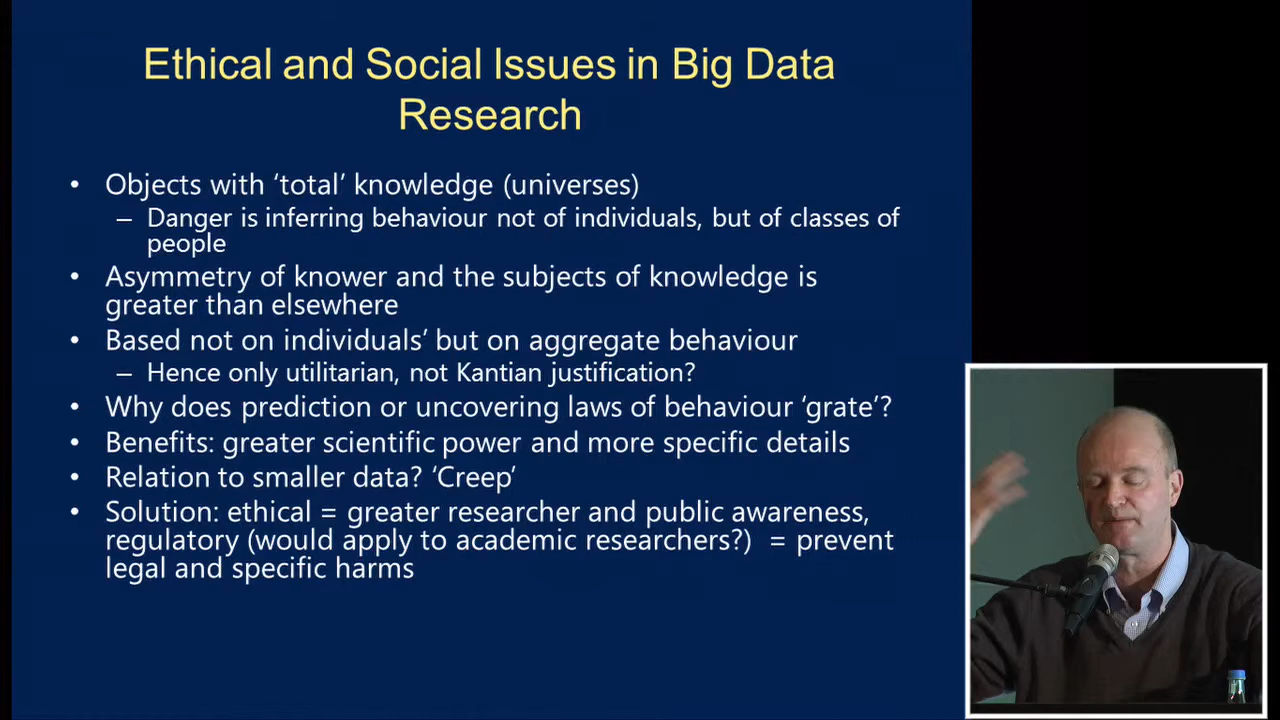 Ethical and Social Issues in Big Data
Research
• Objects with ‘total’ knowledge (universes)
– Danger is inferring behaviour not of individuals, but of classes of
people
• Asymmetry of knower and the subjects of knowledge is
greater than elsewhere
• Based not on individuals’ but on aggregate behaviour
– Hence only utilitarian, not Kantian justification?
• Why does prediction or uncovering laws of behaviour ‘grate’?
• Benefits: greater scientific power and more specific details
• Relation to smaller data? ‘Creep’
• Solution: ethical = greater researcher and public awareness,
regulatory (would apply to academic researchers?) = prevent
legal and specific harms